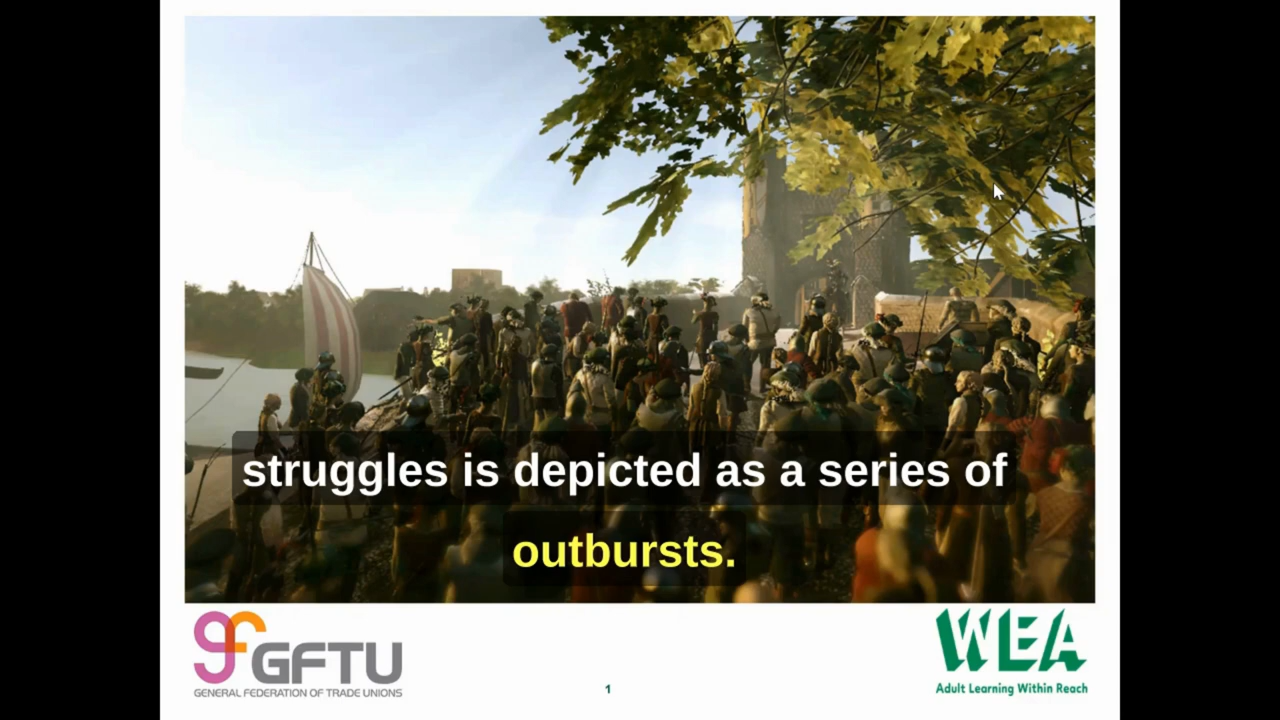 struggles is depicted as a series of
outbursts.
gf GFTU
GENERAL FEDERATION OF TRADE UNIONS
1
WEA
Adult Learning Within Reach